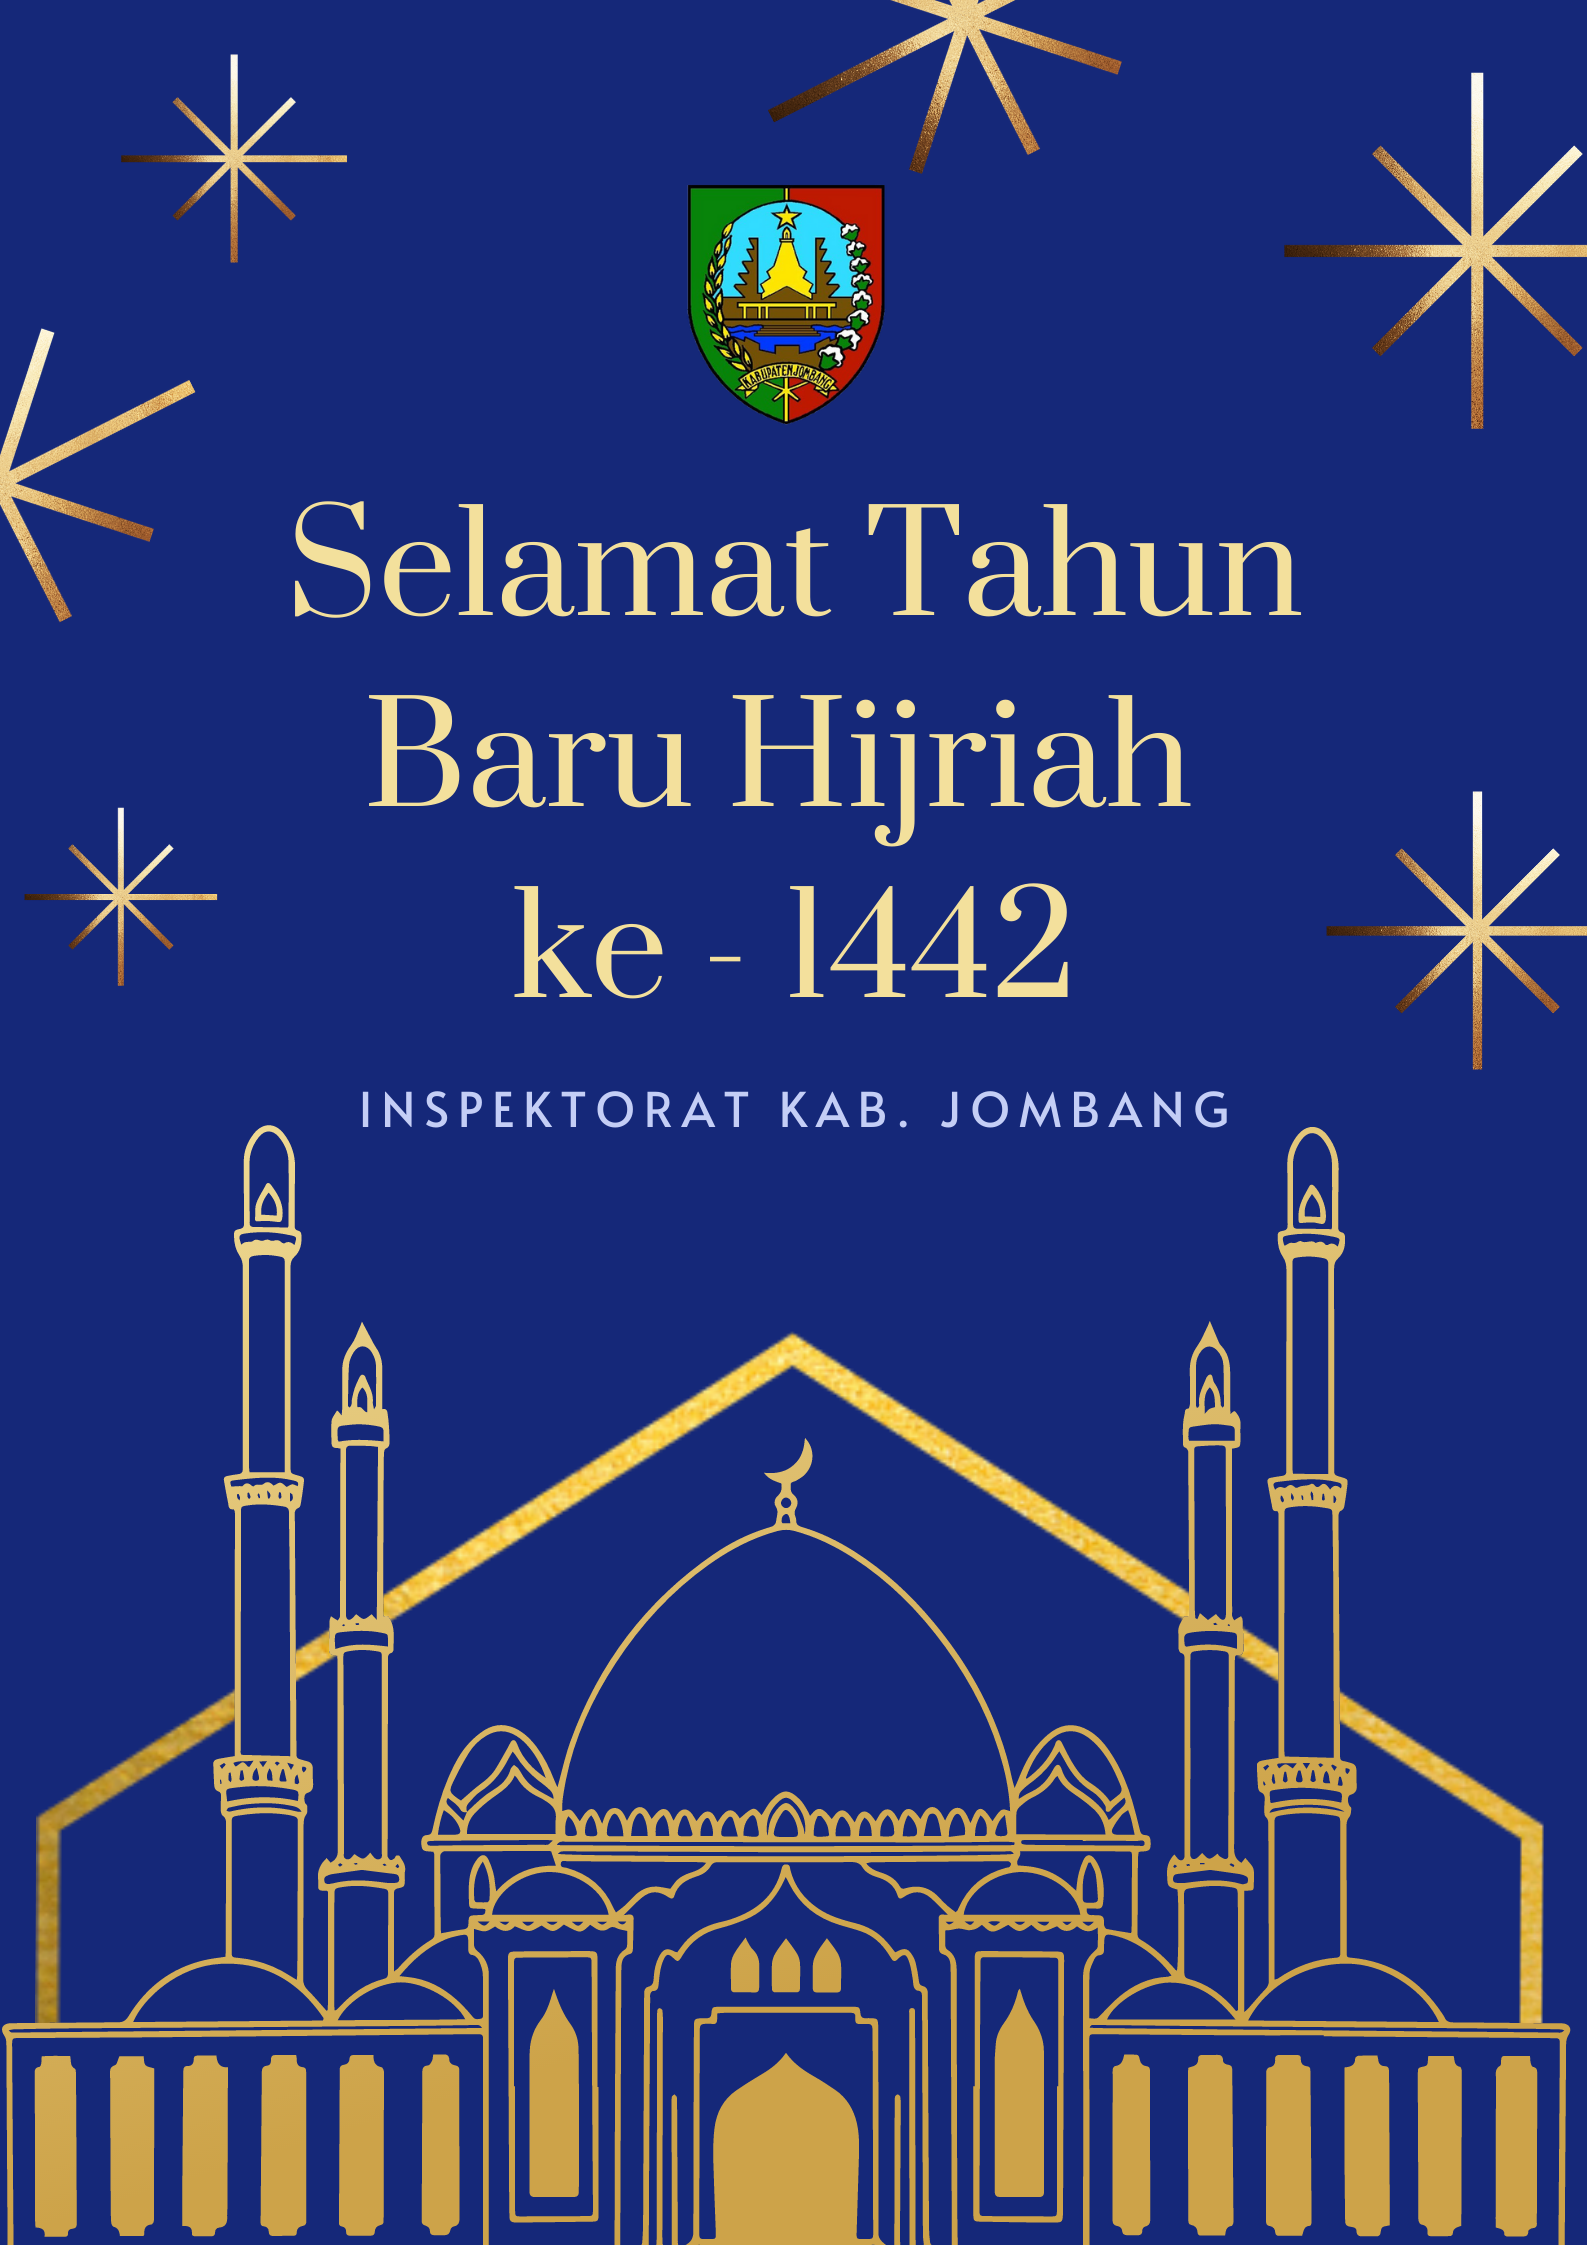 KABUPATEN JOMBANG
Selamat Tahun
Baru Hijriah
ke - 1442
INSPEKTORAT KAB. JOMBANG